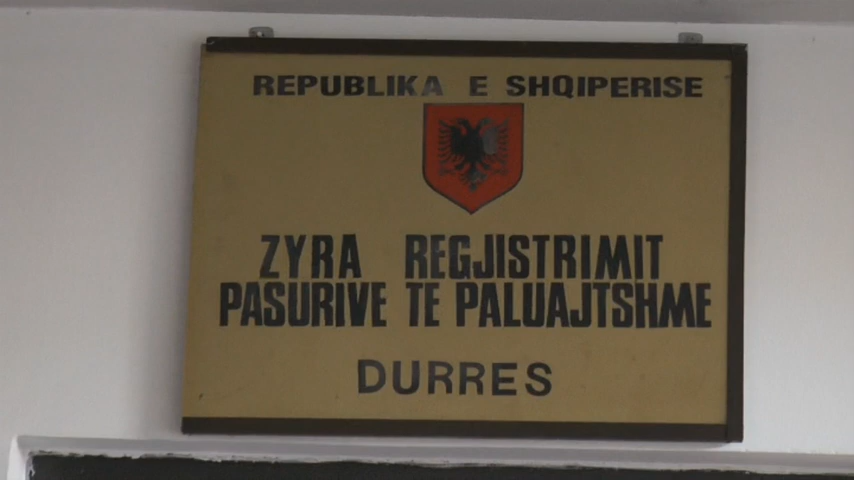 REPUBLIKA E SHQIPERISE
ZYRA REGJISTRIMIT
PASURIVE TE PALUAJTSHME
DURRES